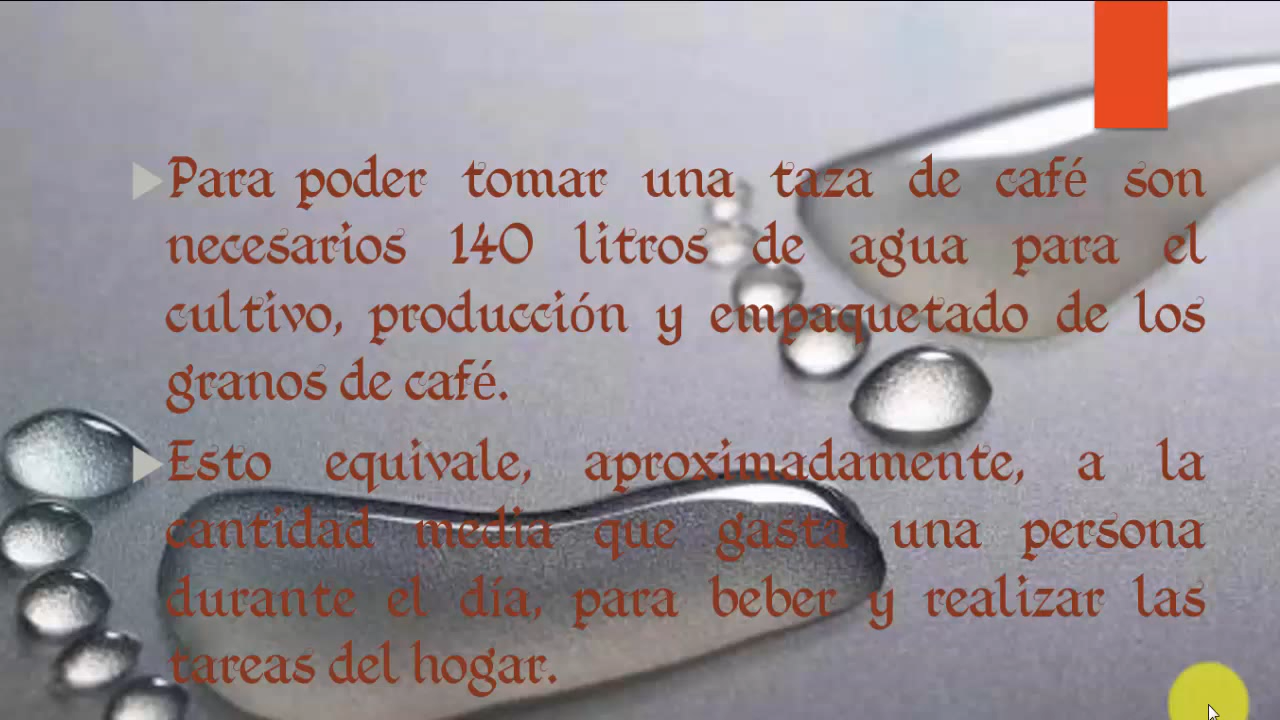 Para poder tomar una taza de café son
necesarios 140 litros de agua para el
cultivo, producción y empaquetado de los
granos de café.
Esto equivale, aproximadamente, a la
cantidad media que gasta una persona
durante el día, para beber y realizar las
tareas del hogar.